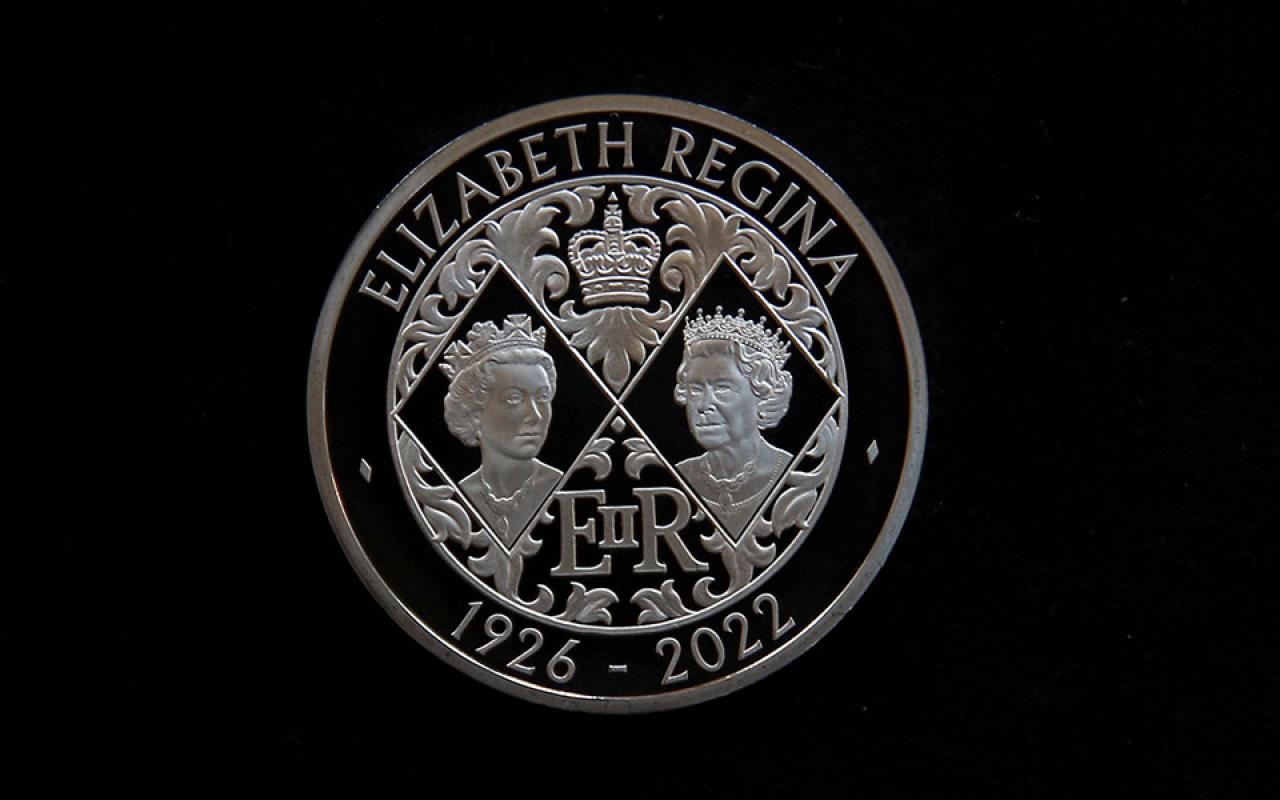 ELIZABETH REGINA
EIIR
1926 - 2022